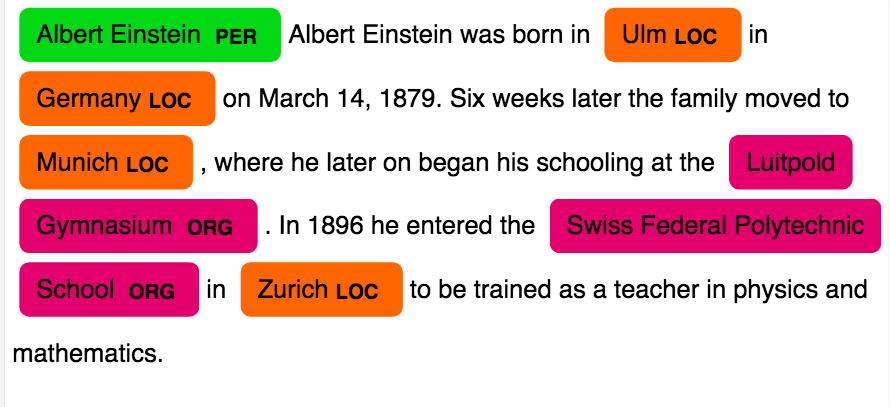 Albert Einstein PER Albert Einstein was born in Ulm LOC in
Germany LOC on March 14, 1879. Six weeks later the family moved to
Munich LOC , where he later on began his schooling at the Luitpold
Gymnasium ORG . In 1896 he entered the Swiss Federal Polytechnic
School ORG in Zurich LOC to be trained as a teacher in physics and
mathematics.